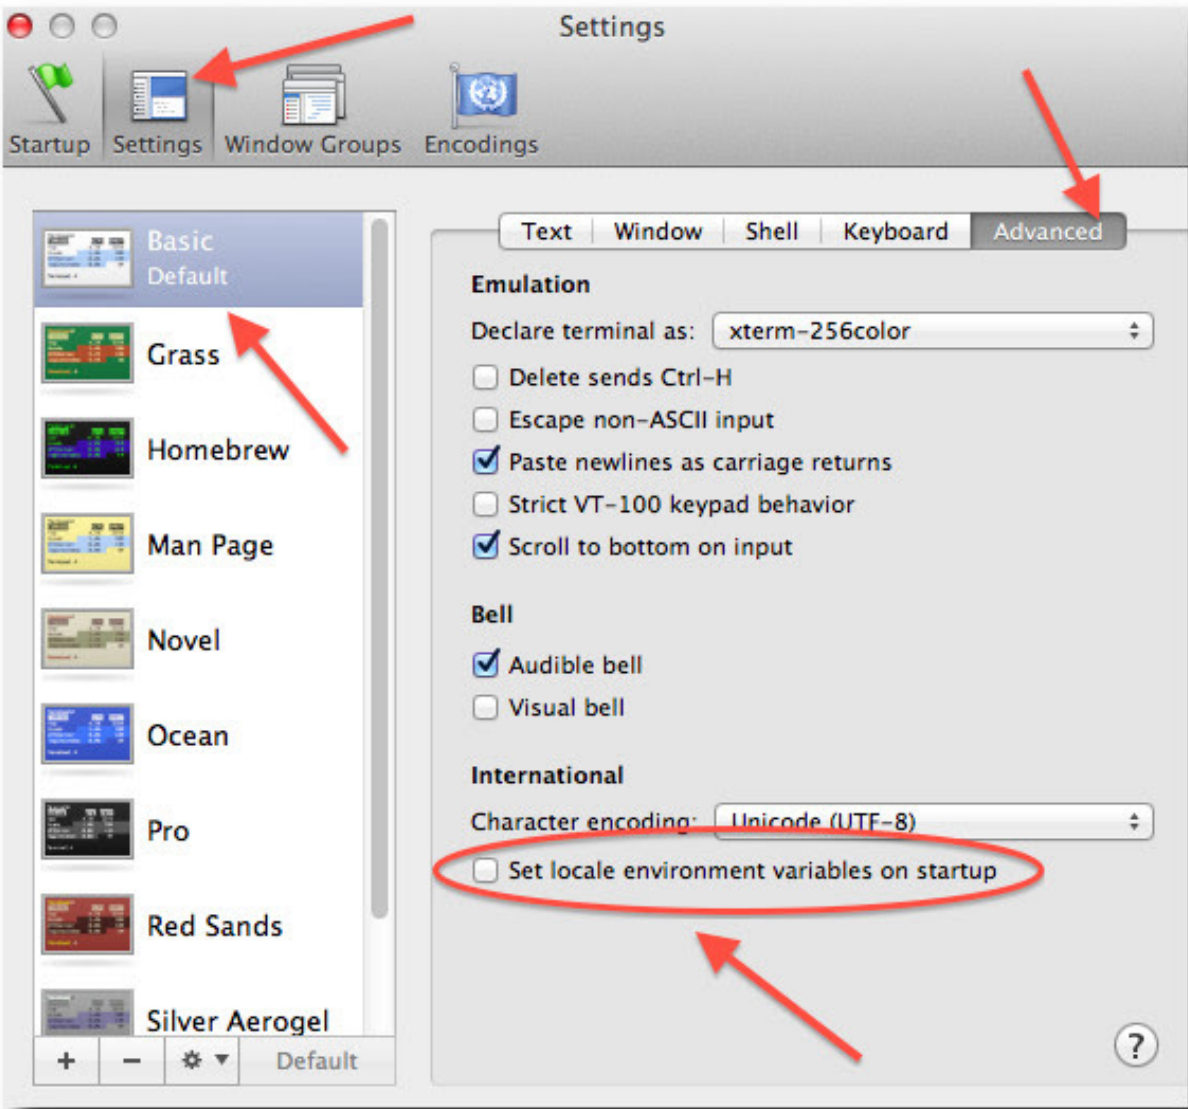 Settings
Startup Settings Window Groups Encodings
Basic
Default
Grass
Homebrew
Man Page
Novel
Ocean
Pro
Red Sands
Silver Aerogel
+ − Default
Text Window Shell Keyboard Advanced
Emulation
Declare terminal as: xterm-256color
Delete sends Ctrl-H
Escape non-ASCII input
Paste newlines as carriage returns
Strict VT-100 keypad behavior
Scroll to bottom on input
Bell
Audible bell
Visual bell
International
Character encoding: Unicode (UTF-8)
Set locale environment variables on startup
?